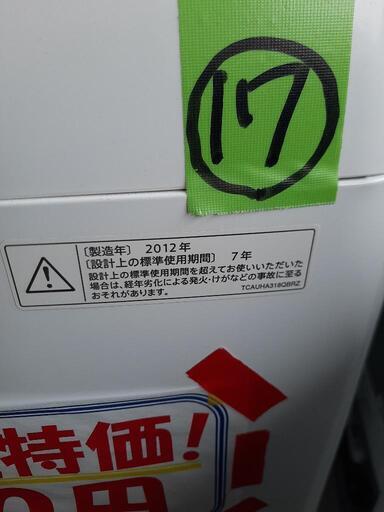 17
〔製造年〕 2012年
〔設計上の標準使用期間〕 7年
設計上の標準使用期間を超えてお使いいただいた
場合は、経年劣化による発火・けがなどの事故に至る
おそれがあります。
TCAUHA318QBRZ
特価!
0円